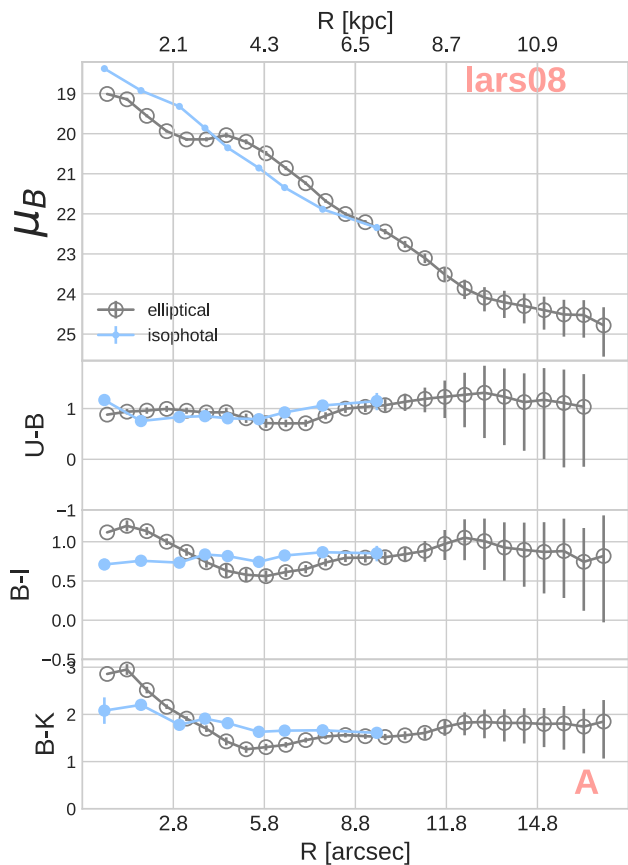 R [kpc]
2.1 4.3 6.5 8.7 10.9
lars08
19
20
21
22
23
24
25
μB
elliptical
isophotal
1
0
−1
U-B
1.0
0.5
0.0
−0.5
B-I
3
2
1
0
B-K
A
2.8 5.8 8.8 11.8 14.8
R [arcsec]